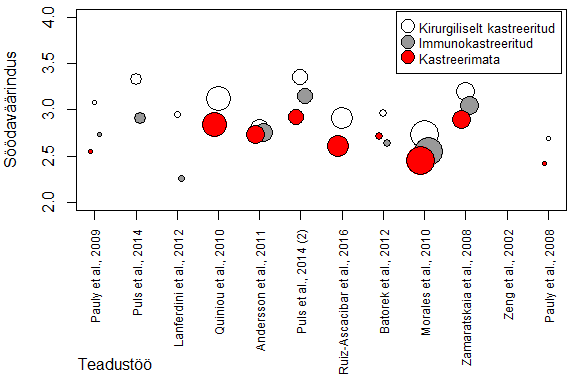 Kirurgiliselt kastreeritud
Immunokastreeritud
Kastreerimata
Söödaväärindus
4.0
3.5
3.0
2.5
2.0
Pauly et al., 2009
Puls et al., 2014
Lanferdini et al., 2012
Quiniou et al., 2010
Andersson et al., 2011
Puls et al., 2014 (2)
Ruiz-Ascacibar et al., 2016
Batorek et al., 2012
Morales et al., 2010
Zamaratskaia et al., 2008
Zeng et al., 2002
Pauly et al., 2008
Teadustöö